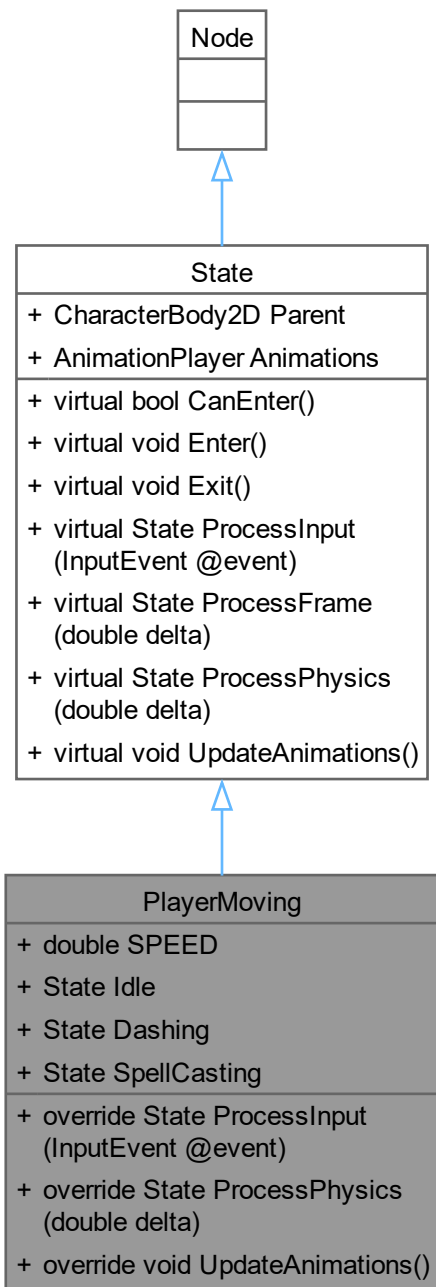 Node
State
+ CharacterBody2D Parent
+ AnimationPlayer Animations
+ virtual bool CanEnter()
+ virtual void Enter()
+ virtual void Exit()
+ virtual State ProcessInput
(InputEvent @event)
+ virtual State ProcessFrame
(double delta)
+ virtual State ProcessPhysics
(double delta)
+ virtual void UpdateAnimations()
PlayerMoving
+ double SPEED
+ State Idle
+ State Dashing
+ State SpellCasting
+ override State ProcessInput
(InputEvent @event)
+ override State ProcessPhysics
(double delta)
+ override void UpdateAnimations()